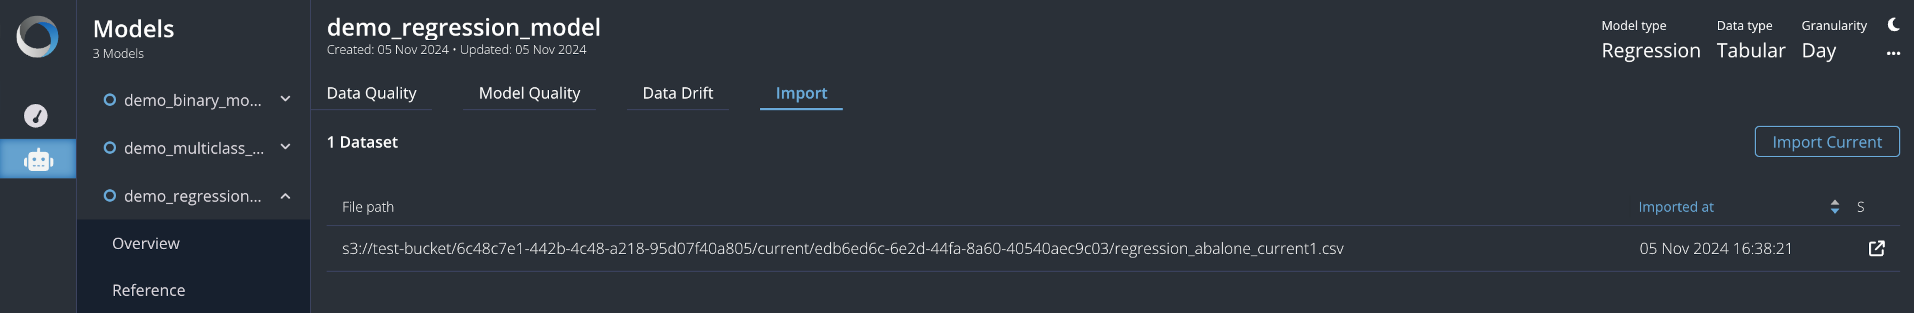 Models
3 Models
demo_binary_mo...
demo_multiclass_...
demo_regression...
Overview
Reference
demo_regression_model
Created: 05 Nov 2024 • Updated: 05 Nov 2024
Model type
Regression
Data type
Tabular
Granularity
Day
Data Quality
Model Quality
Data Drift
Import
1 Dataset
Import Current
File path
Imported at
S
s3://test-bucket/6c48c7e1-442b-4c48-a218-95d07f40a805/current/edb6ed6c-6e2d-44fa-8a60-40540aec9c03/regression_abalone_current1.csv
05 Nov 2024 16:38:21